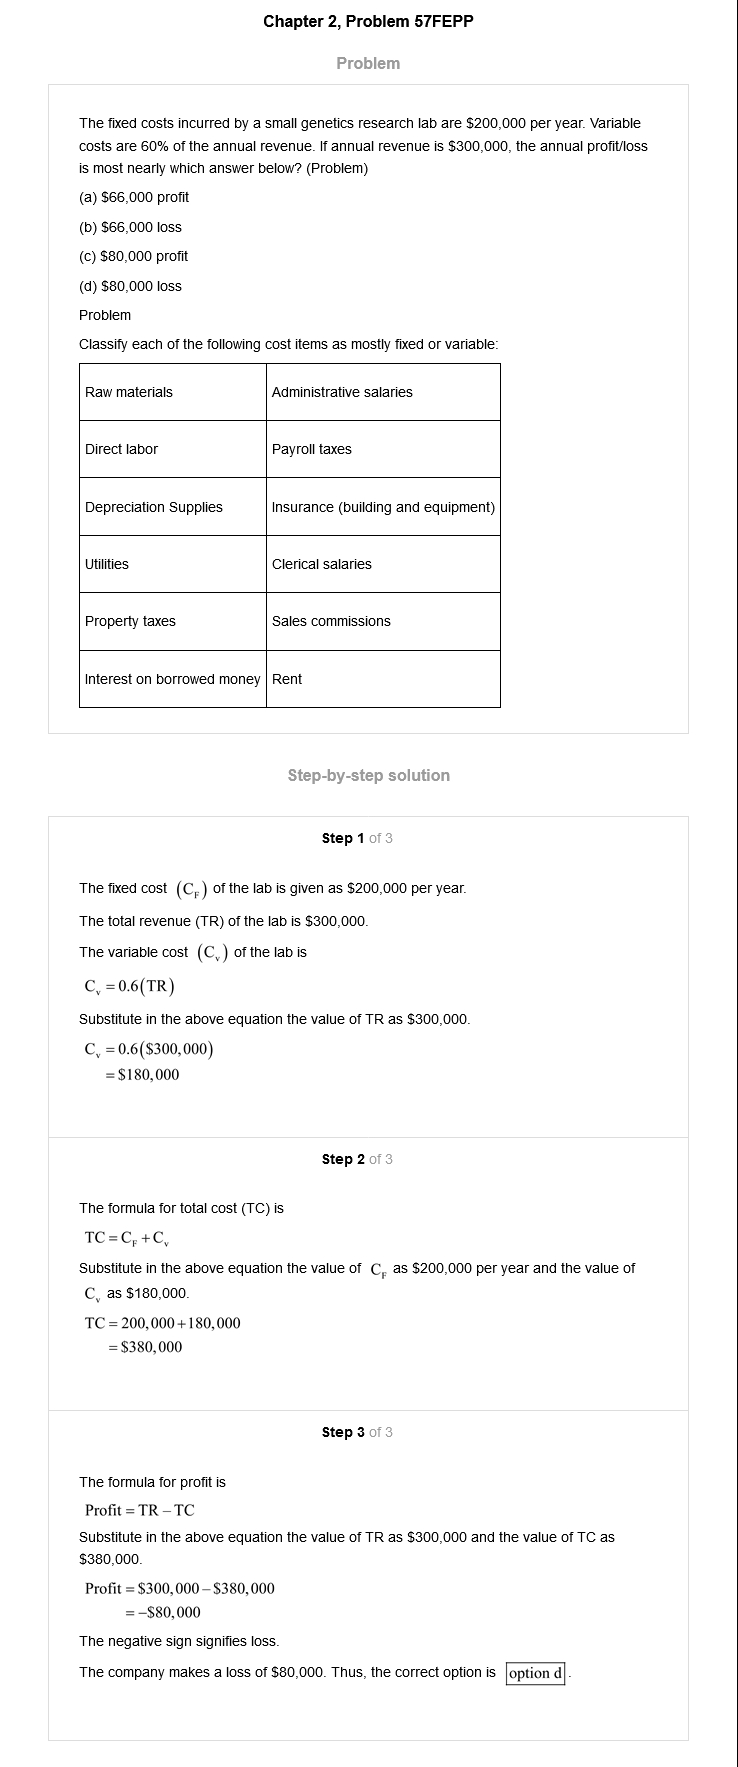 Chapter 2, Problem 57FEPP
Problem
The fixed costs incurred by a small genetics research lab are $200,000 per year. Variable
costs are 60% of the annual revenue. If annual revenue is $300,000, the annual profit/loss
is most nearly which answer below? (Problem)
(a) $66,000 profit
(b) $66,000 loss
(c) $80,000 profit
(d) $80,000 loss
Problem
Classify each of the following cost items as mostly fixed or variable:
Raw materials Administrative salaries
Direct labor Payroll taxes
Depreciation Supplies Insurance (building and equipment)
Utilities Clerical salaries
Property taxes Sales commissions
Interest on borrowed money Rent
Step-by-step solution
Step 1 of 3
The fixed cost (C_F) of the lab is given as $200,000 per year.
The total revenue (TR) of the lab is $300,000.
The variable cost (C_v) of the lab is
C_v = 0.6(TR)
Substitute in the above equation the value of TR as $300,000.
C_v = 0.6($300,000)
= $180,000
Step 2 of 3
The formula for total cost (TC) is
TC = C_F + C_v
Substitute in the above equation the value of C_F as $200,000 per year and the value of
C_v as $180,000.
TC = 200,000 + 180,000
= $380,000
Step 3 of 3
The formula for profit is
Profit = TR – TC
Substitute in the above equation the value of TR as $300,000 and the value of TC as
$380,000.
Profit = $300,000 – $380,000
= –$80,000
The negative sign signifies loss.
The company makes a loss of $80,000. Thus, the correct option is option d.